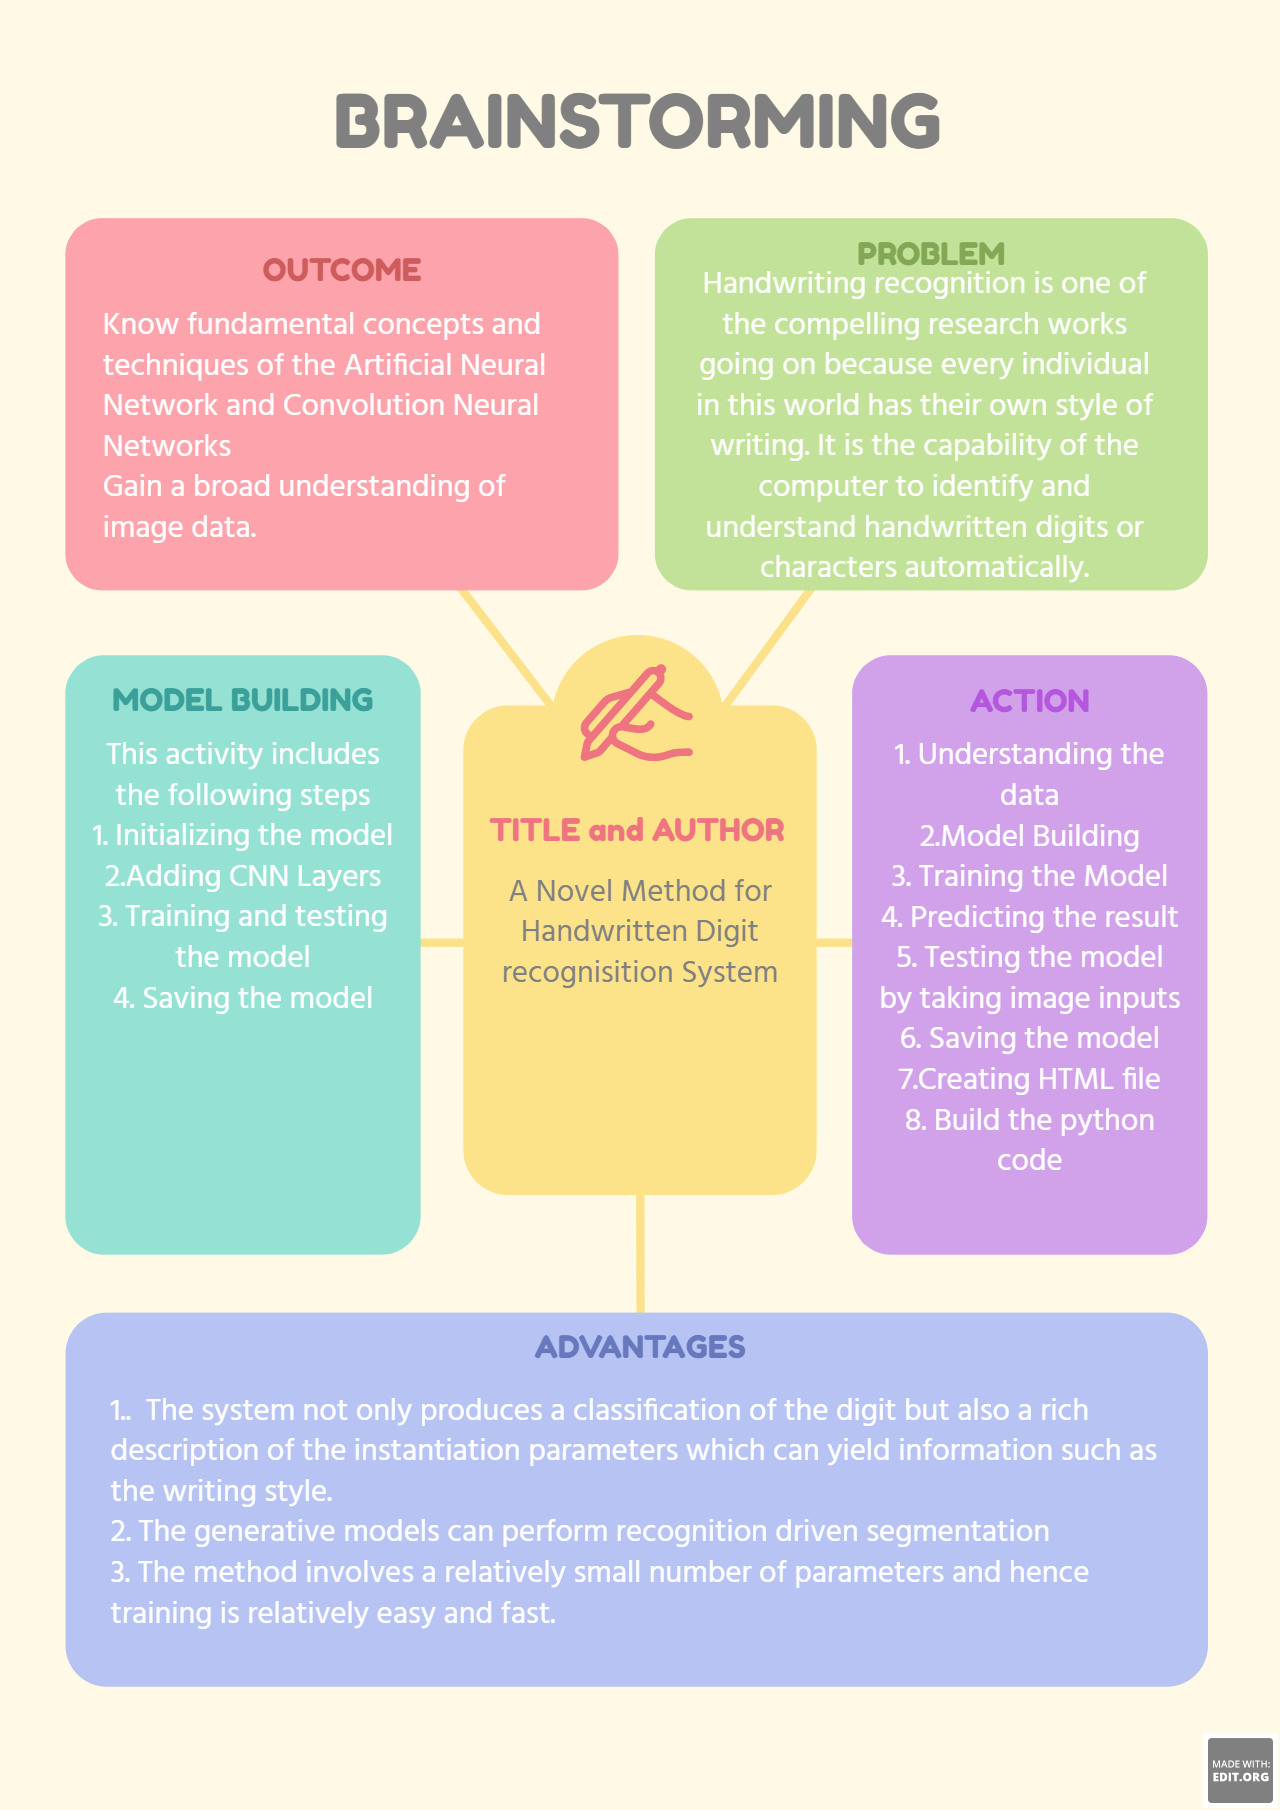 BRAINSTORMING
OUTCOME
Know fundamental concepts and
techniques of the Artificial Neural
Network and Convolution Neural
Networks
Gain a broad understanding of
image data.
PROBLEM
Handwriting recognition is one of
the compelling research works
going on because every individual
in this world has their own style of
writing. It is the capability of the
computer to identify and
understand handwritten digits or
characters automatically.
MODEL BUILDING
This activity includes
the following steps
1. Initializing the model
2.Adding CNN Layers
3. Training and testing
the model
4. Saving the model
TITLE and AUTHOR
A Novel Method for
Handwritten Digit
recognisition System
ACTION
1. Understanding the
data
2.Model Building
3. Training the Model
4. Predicting the result
5. Testing the model
by taking image inputs
6. Saving the model
7.Creating HTML file
8. Build the python
code
ADVANTAGES
1..  The system not only produces a classification of the digit but also a rich
description of the instantiation parameters which can yield information such as
the writing style.
2. The generative models can perform recognition driven segmentation
3. The method involves a relatively small number of parameters and hence
training is relatively easy and fast.
MADE WITH:
EDIT.ORG